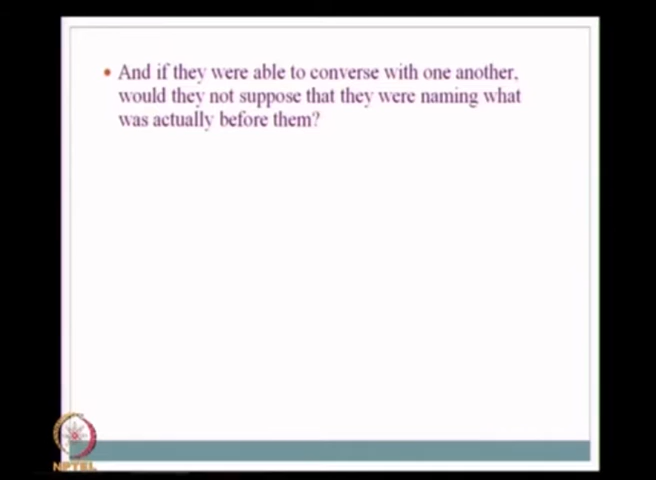 And if they were able to converse with one another,
would they not suppose that they were naming what
was actually before them?
NPTEL